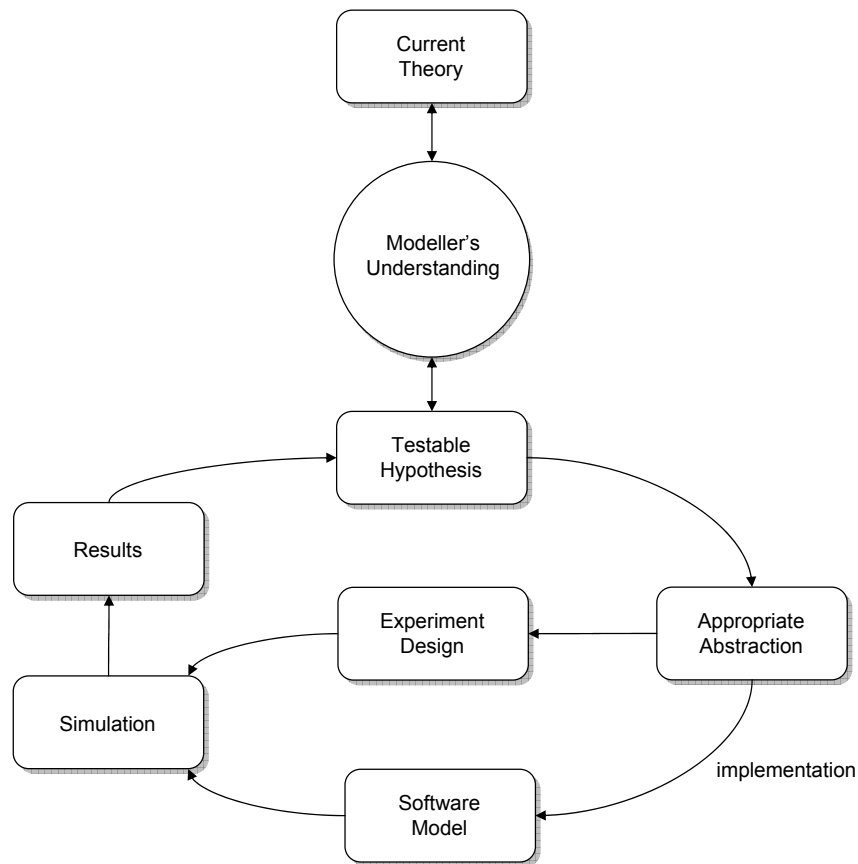 Current
Theory
Modeller’s
Understanding
Testable
Hypothesis
Results
Experiment
Design
Appropriate
Abstraction
Simulation
implementation
Software
Model